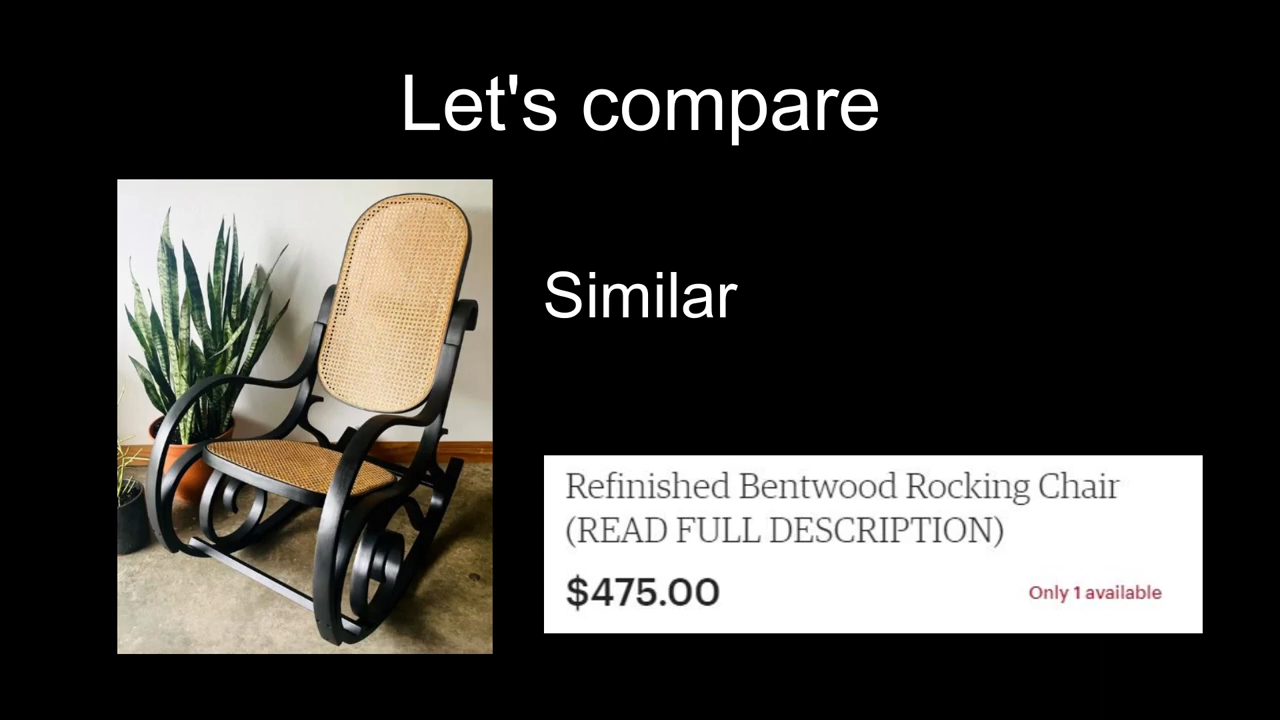 Let's compare
Similar
Refinished Bentwood Rocking Chair
(READ FULL DESCRIPTION)
$475.00
Only 1 available